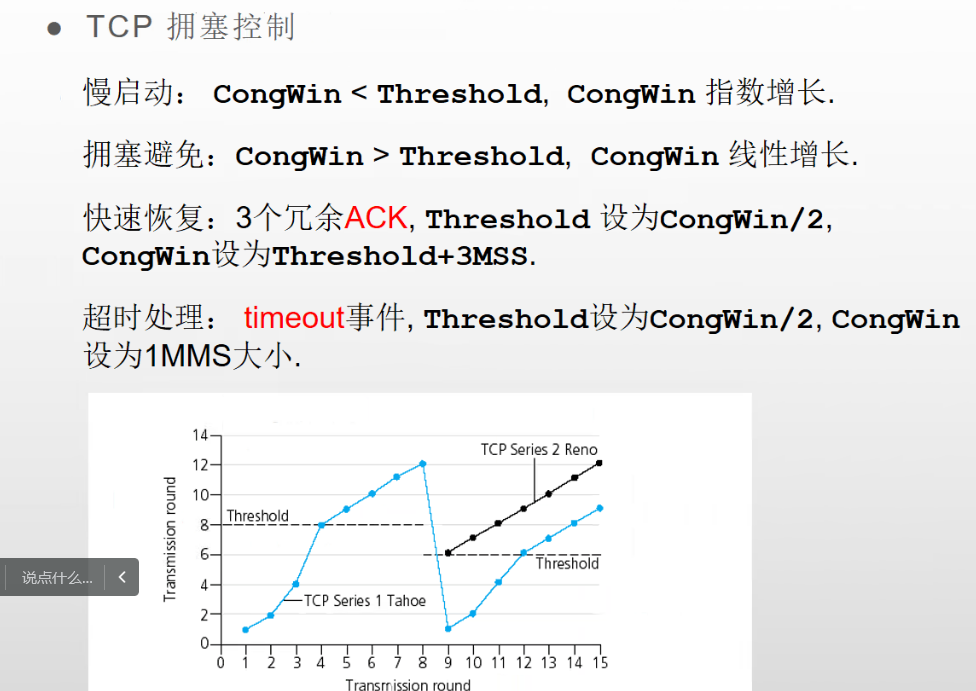 ● TCP 拥塞控制
慢启动： CongWin < Threshold, CongWin 指数增长.
拥塞避免：CongWin > Threshold, CongWin 线性增长.
快速恢复：3个冗余ACK, Threshold 设为CongWin/2,
CongWin设为Threshold+3MSS.
超时处理： timeout事件, Threshold设为CongWin/2, CongWin
设为1MMS大小.
14
12
10
8
6
4
2
0
Transmission round
Threshold
TCP Series 2 Reno
Threshold
TCP Series 1 Tahoe
0 1 2 3 4 5 6 7 8 9 10 11 12 13 14 15
Transmission round
说点什么...